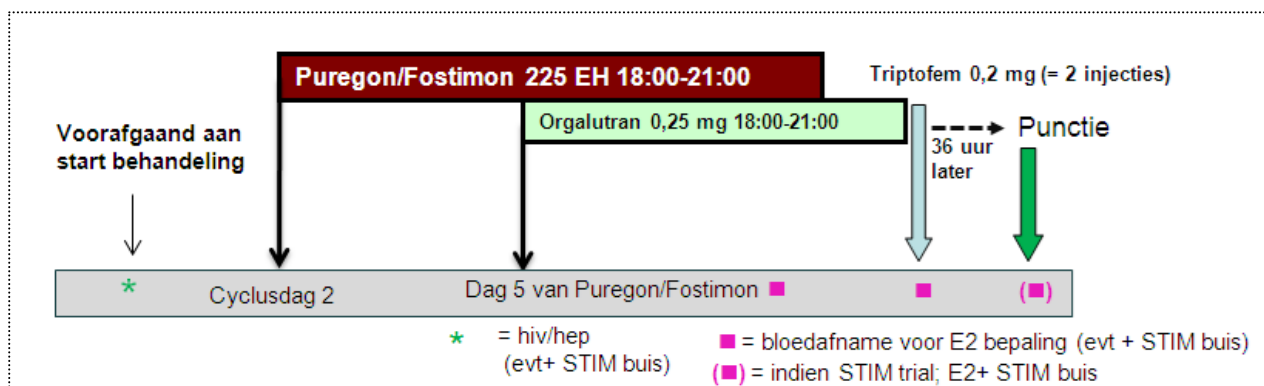 Puregon/Fostimon 225 EH 18:00-21:00
Triptofem 0,2 mg (= 2 injecties)
Orgalutran 0,25 mg 18:00-21:00
Voorafgaand aan
start behandeling
36 uur
later
Punctie
* Cyclusdag 2 Dag 5 van Puregon/Fostimon ■ ■ (■)
* = hiv/hep
(evt+ STIM buis)
■ = bloedafname voor E2 bepaling (evt + STIM buis)
(■) = indien STIM trial; E2+ STIM buis